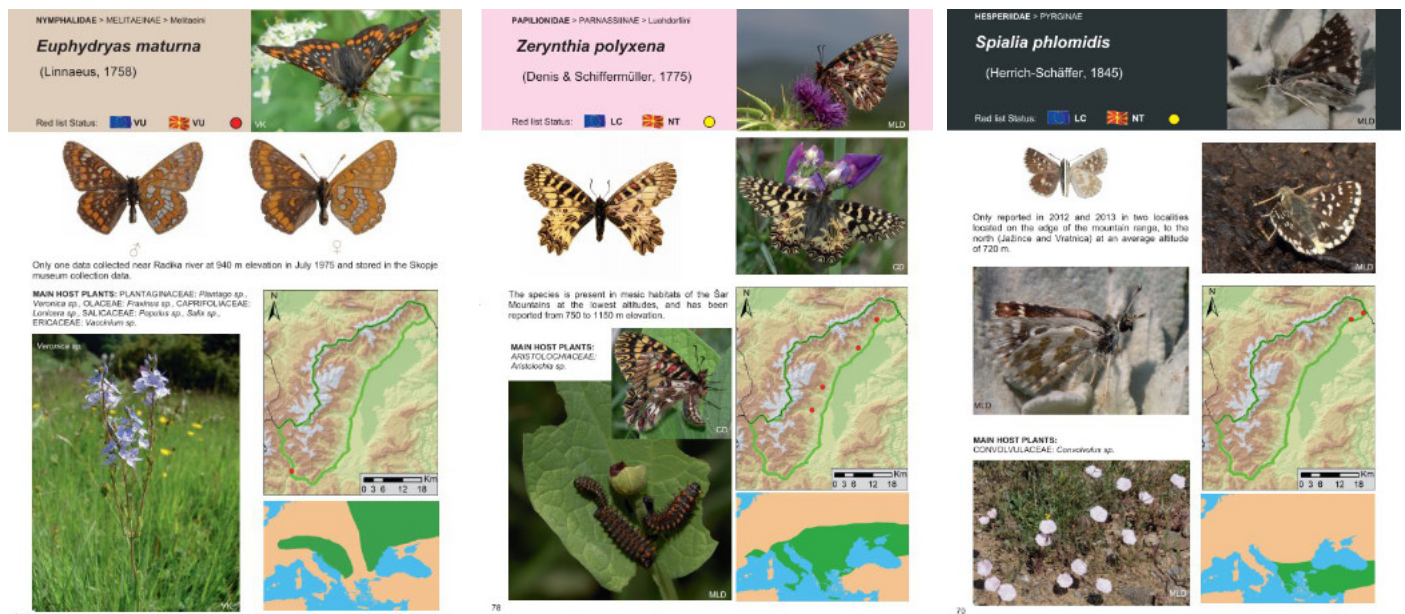 NYMPHALIDAE > MELITAEINAE > Melitaeini
Euphydryas maturna
(Linnaeus, 1758)
Red list Status: VU VU
VK
♂ ♀
Only one data collected near Radika river at 940 m elevation in July 1975 and stored in the Skopje
museum collection data.
MAIN HOST PLANTS: PLANTAGINACEAE: Plantago sp.,
Veronica sp., OLACEAE: Fraxinus sp., CAPRIFOLIACEAE:
Lonicera sp., SALICACEAE: Populus sp., Salix sp.,
ERICACEAE: Vaccinium sp.
Veronica sp.
VK
N
Km
0 3 6 12 18
PAPILIONIDAE > PARNASSIINAE > Luehdorfiini
Zerynthia polyxena
(Denis & Schiffermüller, 1775)
Red list Status: LC NT
MLD
GD
The species is present in mesic habitats of the Šar
Mountains at the lowest altitudes, and has been
reported from 750 to 1150 m elevation.
MAIN HOST PLANTS:
ARISTOLOCHIACEAE:
Aristolochia sp.
GD
MLD
N
Km
0 3 6 12 18
78
HESPERIIDAE > PYRGINAE
Spialia phlomidis
(Herrich-Schäffer, 1845)
Red list Status: LC NT
MLD
MLD
Only reported in 2012 and 2013 in two localities
located on the edge of the mountain range, to the
north (Jažince and Vratnica) at an average altitude
of 720 m.
MLD
MAIN HOST PLANTS:
CONVOLVULACEAE: Convolvolus sp.
MLD
N
Km
0 3 6 12 18
70